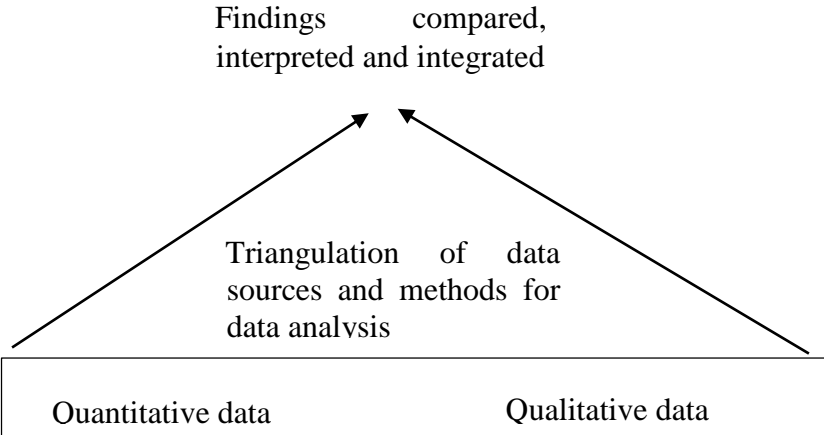 Findings compared,
interpreted and integrated
Triangulation of data
sources and methods for
data analysis
Quantitative data Qualitative data